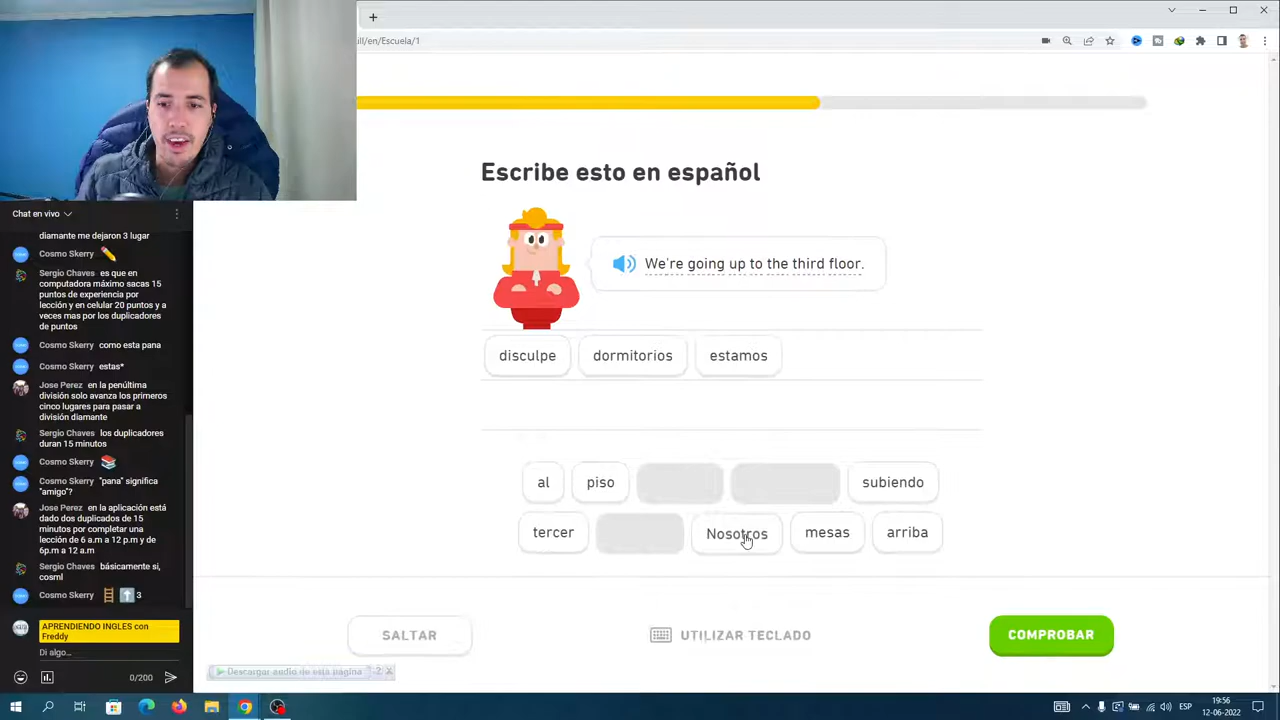 ill/en/Escuela/1
Escribe esto en español
We're going up to the third floor.
disculpe dormitorios estamos
al piso subiendo
tercer Nosotros mesas arriba
SALTAR
UTILIZAR TECLADO
COMPROBAR
Descargar audio de esta página ? X
Chat en vivo
diamante me dejaron 3 lugar
Cosmo Skerry ✏️
Sergio Chaves es que en
computadora máximo sacas 15
puntos de experiencia por
lección y en celular 20 puntos y a
veces mas por los duplicadores
de puntos
Cosmo Skerry como esta pana
Cosmo Skerry estas*
Jose Perez en la penúltima
división solo avanza los primeros
cinco lugares para pasar a
división diamante
Sergio Chaves los duplicadores
duran 15 minutos
Cosmo Skerry 📚
Cosmo Skerry "pana" significa
"amigo"?
Jose Perez en la aplicación está
dado dos duplicados de 15
minutos por completar una
lección de 6 a.m a 12 p.m y de
6p.m a 12 a.m
Sergio Chaves básicamente si,
cosml
Cosmo Skerry 🪜⬆️3
APRENDIENDO INGLES con
Freddy
Di algo...
0/200
ESP
19:56
12-06-2022